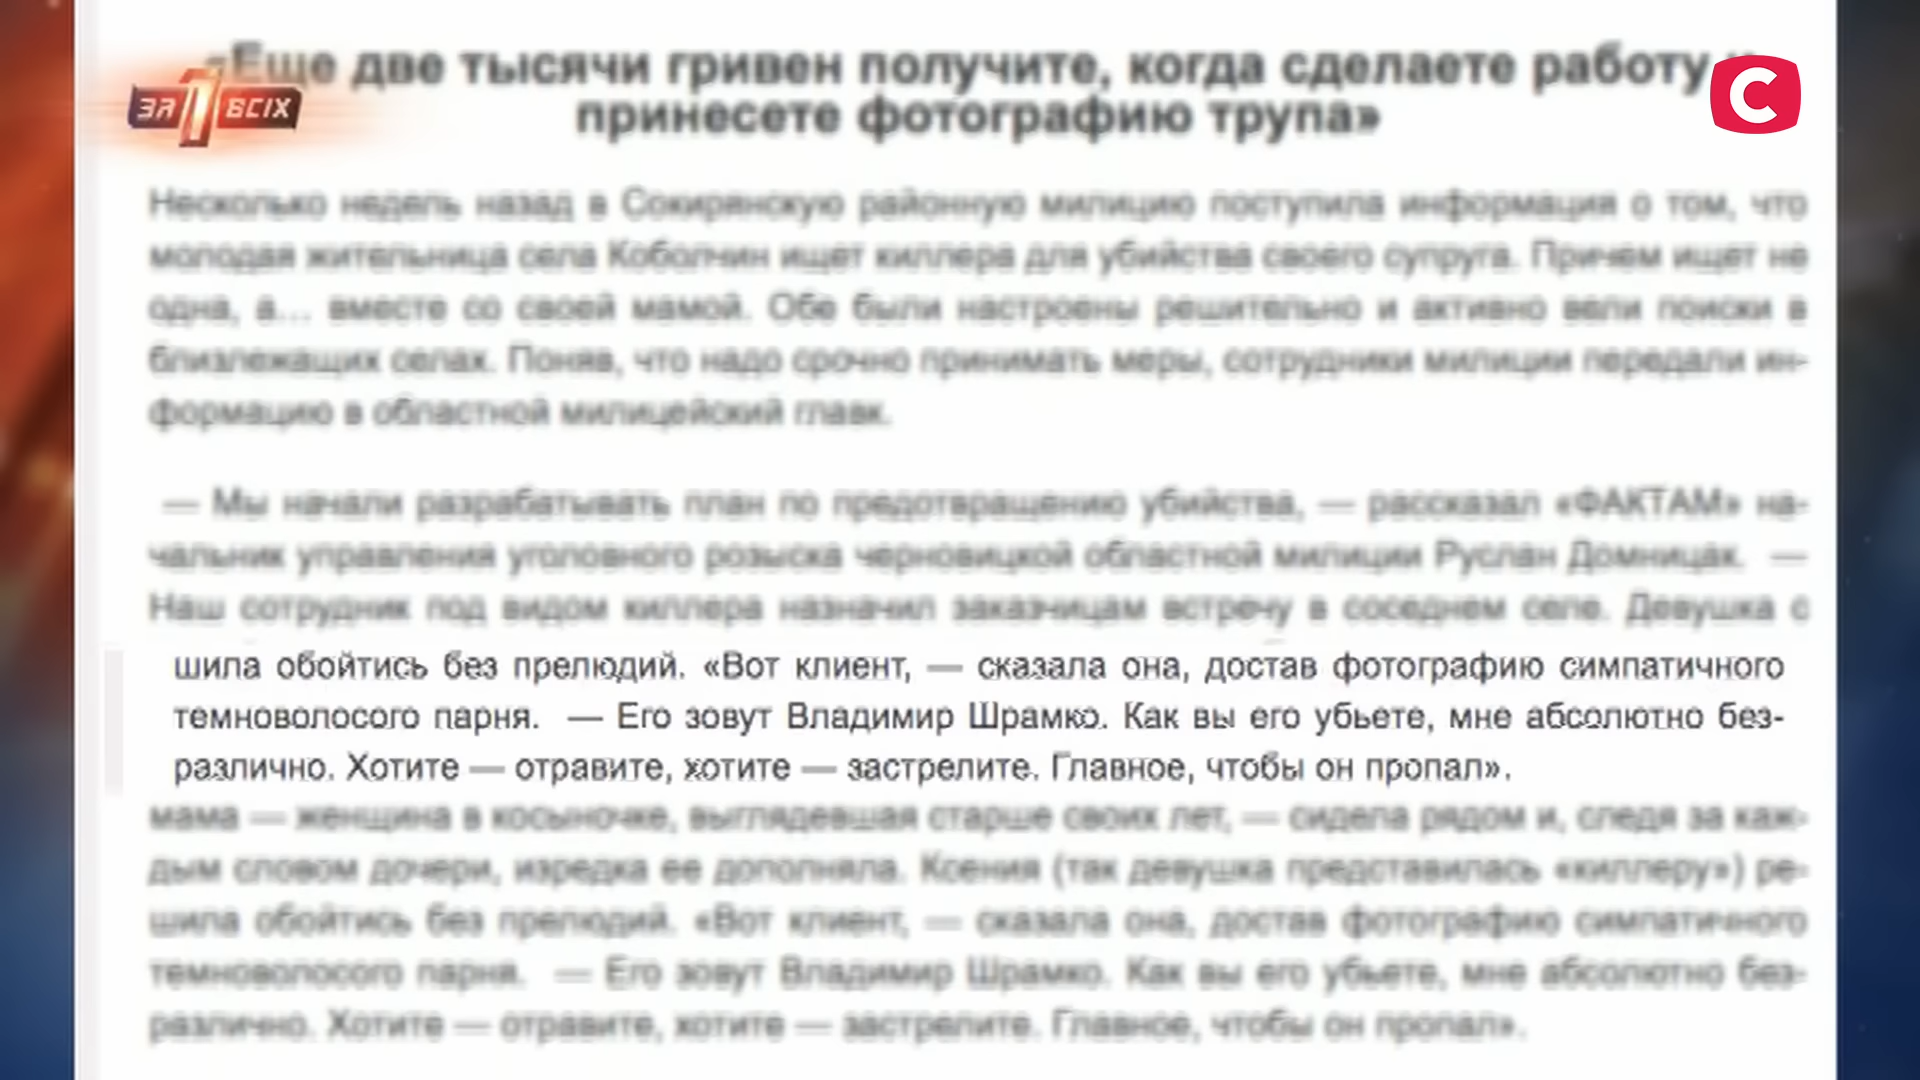 «Еще две тысячи гривен получите, когда сделаете работу и
принесете фотографию трупа»
ЗА 1 ВСІХ
С
Несколько недель назад в Сокирянскую районную милицию поступила информация о том, что
молодая жительница села Коболчин ищет киллера для убийства своего супруга. Причем ищет не
одна, а... вместе со своей мамой. Обе были настроены решительно и активно вели поиски в
близлежащих селах. Поняв, что надо срочно принимать меры, сотрудники милиции передали ин-
формацию в областной милицейский главк.
— Мы начали разрабатывать план по предотвращению убийства, — рассказал «ФАКТАМ» на-
чальник управления уголовного розыска черновицкой областной милиции Руслан Домницак. —
Наш сотрудник под видом киллера назначил заказчицам встречу в соседнем селе. Девушка с
шила обойтись без прелюдий. «Вот клиент, — сказала она, достав фотографию симпатичного
темноволосого парня. — Его зовут Владимир Шрамко. Как вы его убьете, мне абсолютно без-
различно. Хотите — отравите, хотите — застрелите. Главное, чтобы он пропал».
мама — женщина в косыночке, выглядевшая старше своих лет, — сидела рядом и, следя за каж-
дым словом дочери, изредка ее дополняла. Ксения (так девушка представилась «киллеру») ре-
шила обойтись без прелюдий. «Вот клиент, — сказала она, достав фотографию симпатичного
темноволосого парня. — Его зовут Владимир Шрамко. Как вы его убьете, мне абсолютно без-
различно. Хотите — отравите, хотите — застрелите. Главное, чтобы он пропал».